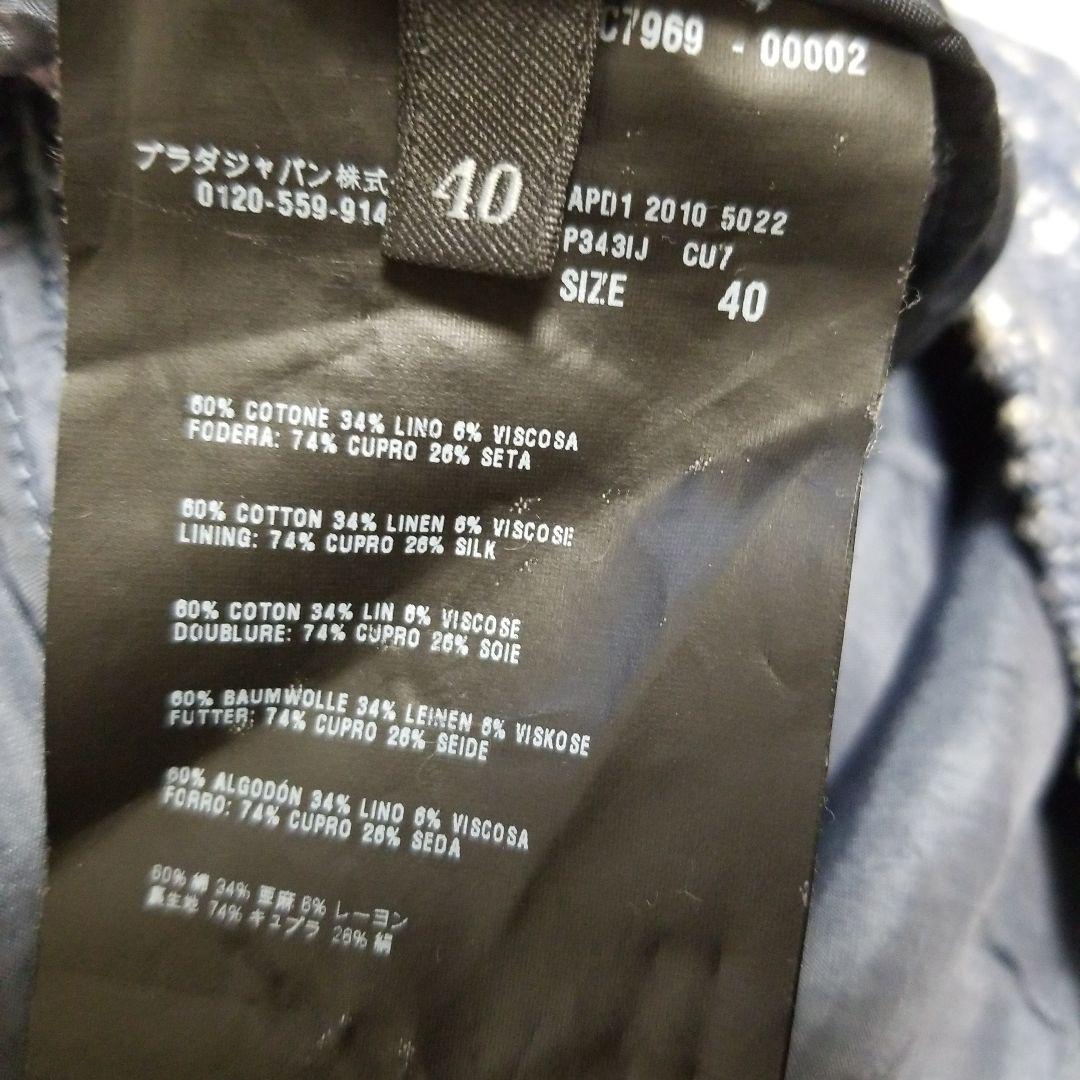 C7969 - 00002
プラダジャパン株式
0120-559-914
40
APD1 2010 5022
P343IJ CU7
SIZE 40
60% COTONE 34% LINO 6% VISCOSA
FODERA: 74% CUPRO 26% SETA
60% COTTON 34% LINEN 6% VISCOSE
LINING: 74% CUPRO 26% SILK
60% COTON 34% LIN 6% VISCOSE
DOUBLURE: 74% CUPRO 26% SOIE
60% BAUMWOLLE 34% LEINEN 6% VISKOSE
FUTTER: 74% CUPRO 26% SEIDE
60% ALGODÓN 34% LINO 6% VISCOSA
FORRO: 74% CUPRO 26% SEDA
60% 綿 34% 亜麻 6% レーヨン
裏生地 74% キュプラ 26% 絹